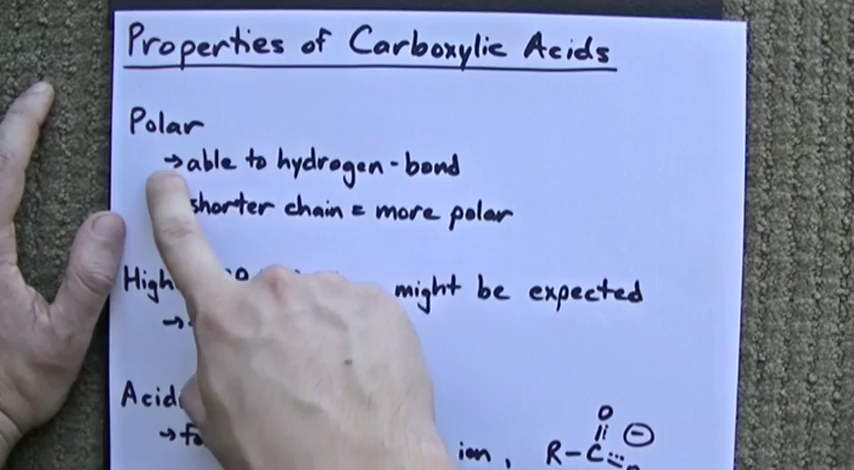 Properties of Carboxylic Acids
Polar
→able to hydrogen-bond
shorter chain = more polar
High might be expected
→
Acid
→
ion,
O
R-C